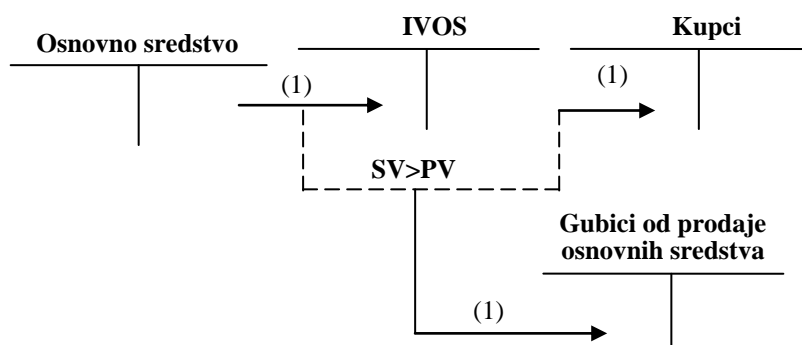 Osnovno sredstvo
IVOS
Kupci
(1)
(1)
SV>PV
Gubici od prodaje
osnovnih sredstva
(1)